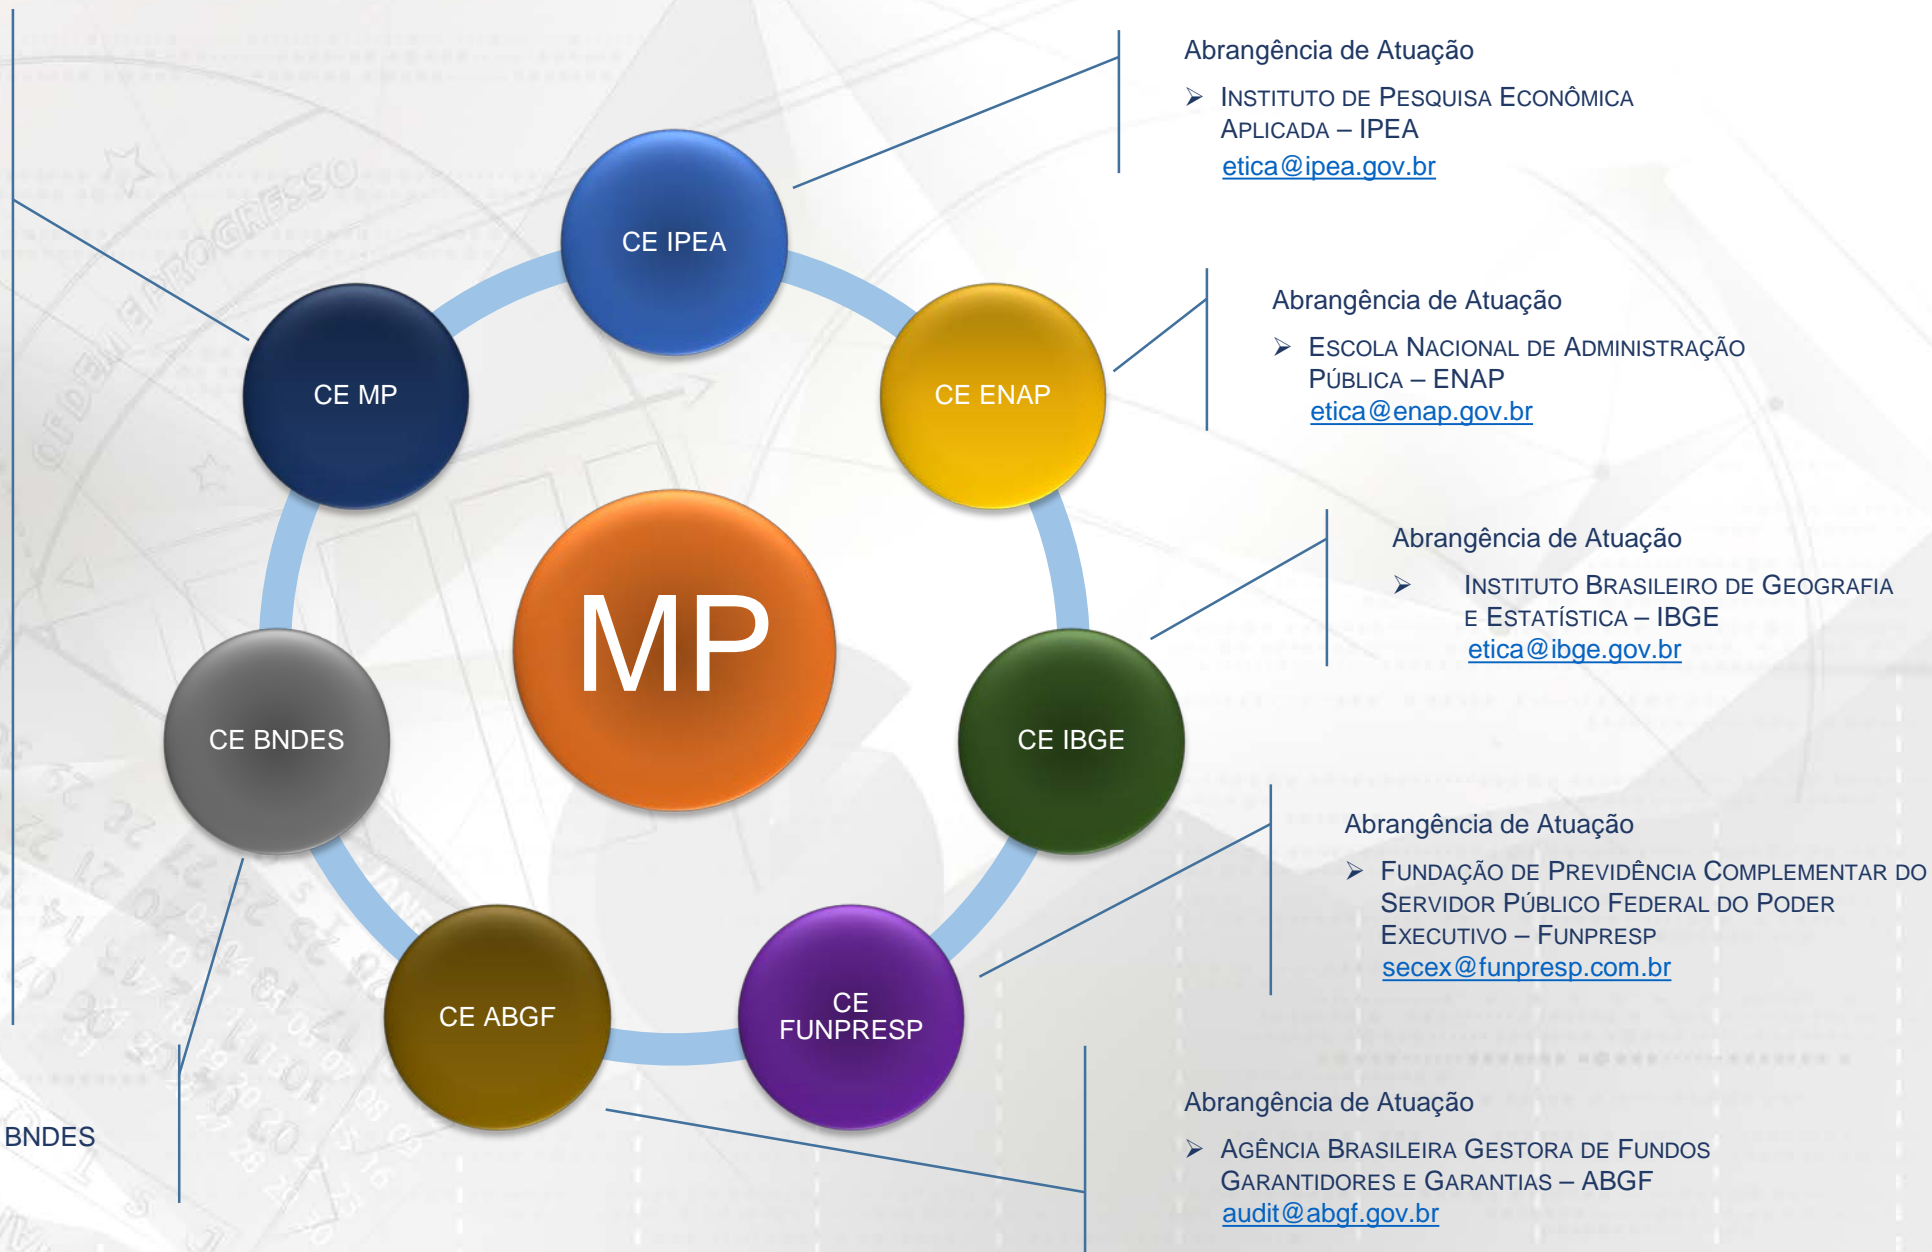 Abrangência de Atuação
➢ INSTITUTO DE PESQUISA ECONÔMICA
APLICADA – IPEA
etica@ipea.gov.br
CE IPEA
Abrangência de Atuação
➢ ESCOLA NACIONAL DE ADMINISTRAÇÃO
PÚBLICA – ENAP
etica@enap.gov.br
CE MP
CE ENAP
Abrangência de Atuação
➢ INSTITUTO BRASILEIRO DE GEOGRAFIA
E ESTATÍSTICA – IBGE
etica@ibge.gov.br
MP
CE BNDES
CE IBGE
Abrangência de Atuação
➢ FUNDAÇÃO DE PREVIDÊNCIA COMPLEMENTAR DO
SERVIDOR PÚBLICO FEDERAL DO PODER
EXECUTIVO – FUNPRESP
secex@funpresp.com.br
CE ABGF
CE
FUNPRESP
BNDES
Abrangência de Atuação
➢ AGÊNCIA BRASILEIRA GESTORA DE FUNDOS
GARANTIDORES E GARANTIAS – ABGF
audit@abgf.gov.br